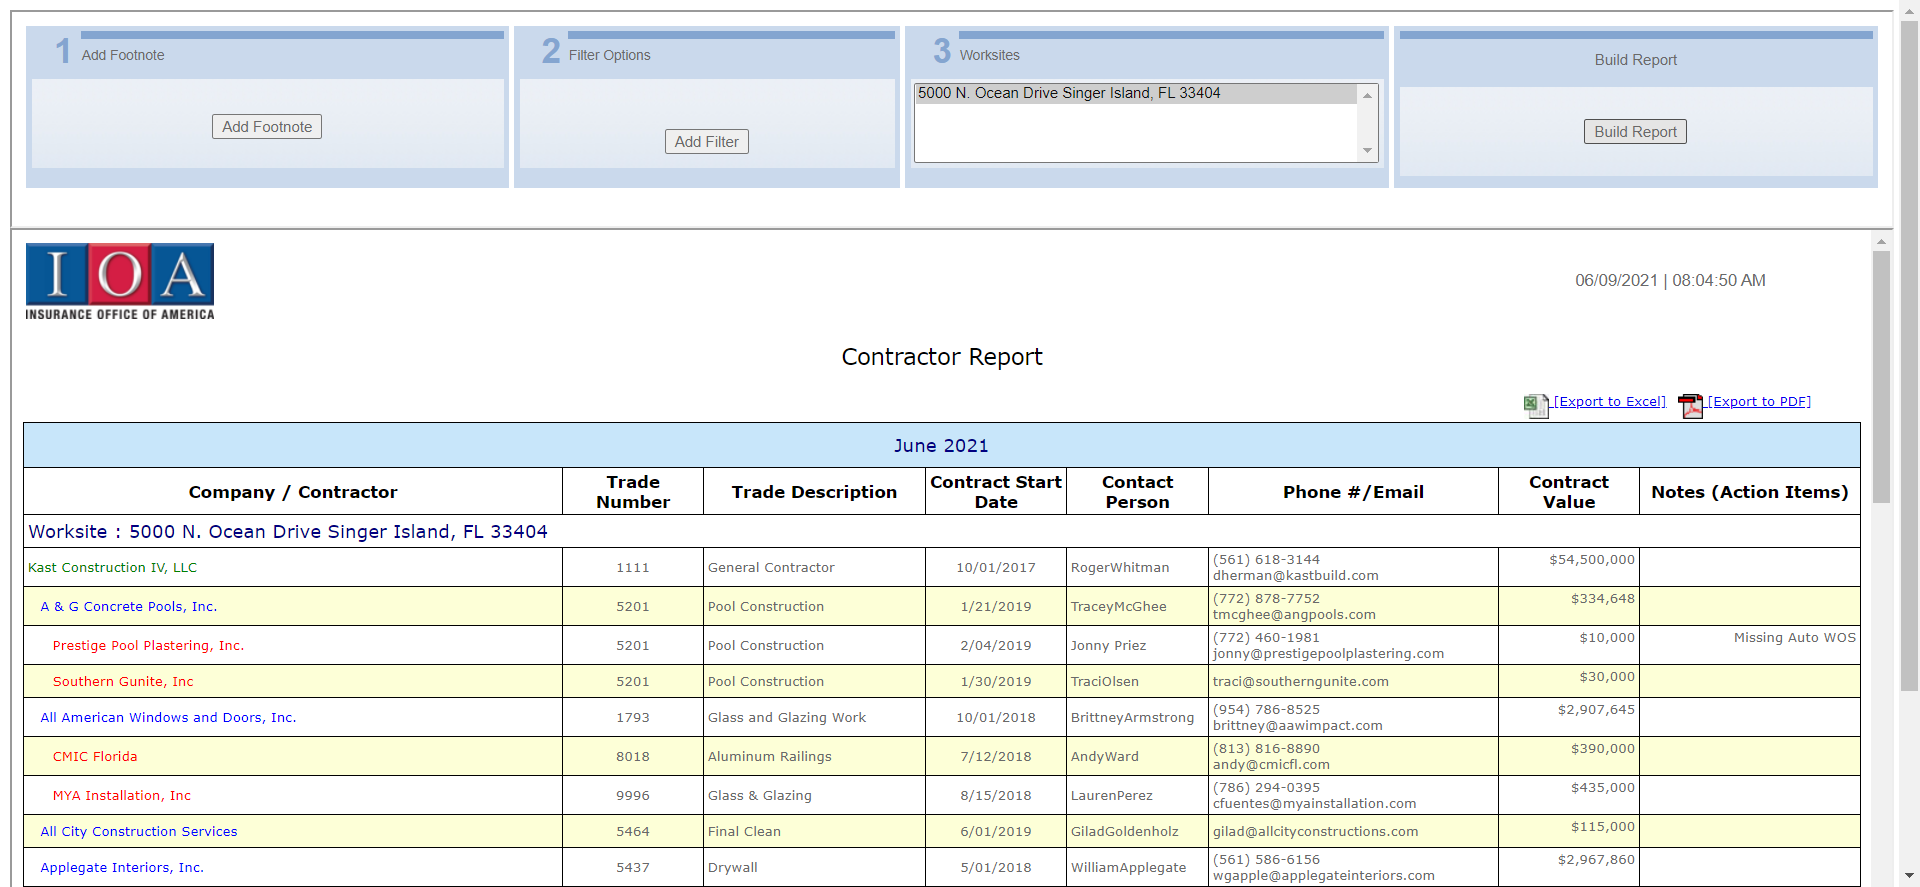 1 Add Footnote
Add Footnote
2 Filter Options
Add Filter
3 Worksites
5000 N. Ocean Drive Singer Island, FL 33404
Build Report
Build Report
IOA
INSURANCE OFFICE OF AMERICA
06/09/2021 | 08:04:50 AM
Contractor Report
[Export to Excel] [Export to PDF]
June 2021
Company / Contractor Trade Number Trade Description Contract Start Date Contact Person Phone #/Email Contract Value Notes (Action Items)
Worksite : 5000 N. Ocean Drive Singer Island, FL 33404
Kast Construction IV, LLC 1111 General Contractor 10/01/2017 RogerWhitman (561) 618-3144 dherman@kastbuild.com $54,500,000
A & G Concrete Pools, Inc. 5201 Pool Construction 1/21/2019 TraceyMcGhee (772) 878-7752 tmcghee@angpools.com $334,648
Prestige Pool Plastering, Inc. 5201 Pool Construction 2/04/2019 Jonny Priez (772) 460-1981 jonny@prestigepoolplastering.com $10,000 Missing Auto WOS
Southern Gunite, Inc 5201 Pool Construction 1/30/2019 TraciOlsen traci@southerngunite.com $30,000
All American Windows and Doors, Inc. 1793 Glass and Glazing Work 10/01/2018 BrittneyArmstrong (954) 786-8525 brittney@aawimpact.com $2,907,645
CMIC Florida 8018 Aluminum Railings 7/12/2018 AndyWard (813) 816-8890 andy@cmicfl.com $390,000
MYA Installation, Inc 9996 Glass & Glazing 8/15/2018 LaurenPerez (786) 294-0395 cfuentes@myainstallation.com $435,000
All City Construction Services 5464 Final Clean 6/01/2019 GiladGoldenholz gilad@allcityconstructions.com $115,000
Applegate Interiors, Inc. 5437 Drywall 5/01/2018 WilliamApplegate (561) 586-6156 wgapple@applegateinteriors.com $2,967,860